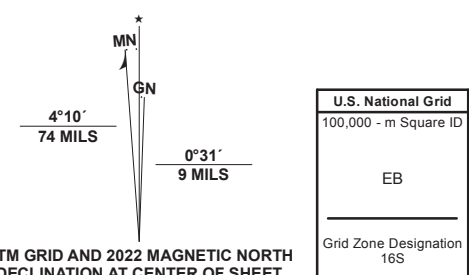 MN
GN
4°10´
74 MILS
0°31´
9 MILS
TM GRID AND 2022 MAGNETIC NORTH
DECLINATION AT CENTER OF SHEET
U.S. National Grid
100,000 - m Square ID
EB
Grid Zone Designation
16S